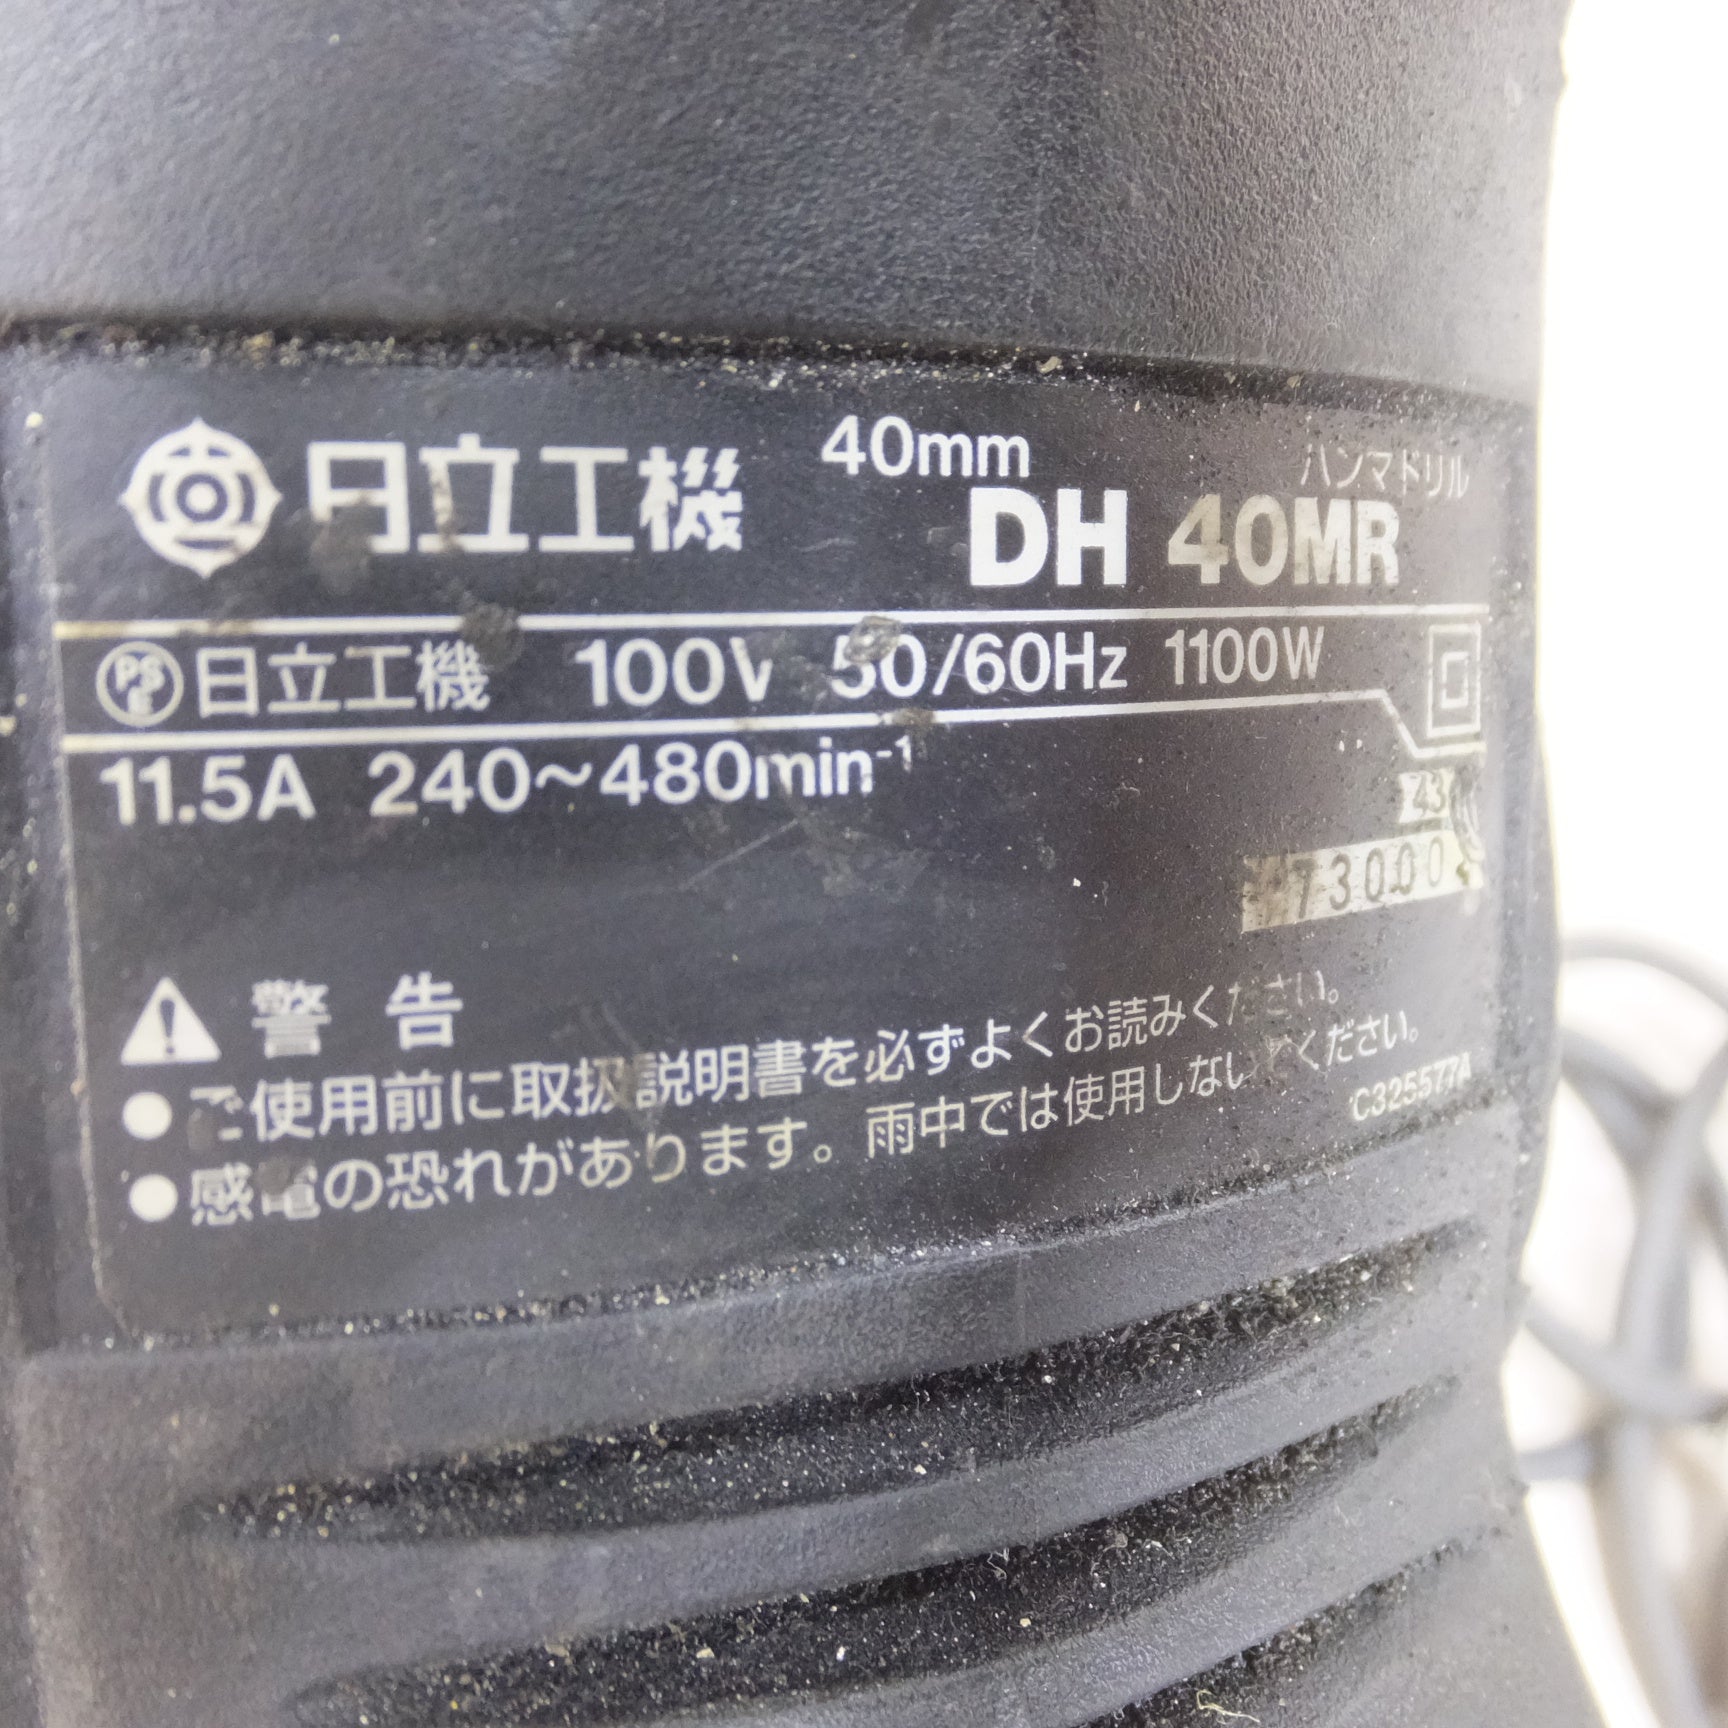 日立工機 40mm ハンマドリル
DH 40MR
PS E 日立工機 100V 50/60Hz 1100W
11.5A 240~480min-1
警告
●ご使用前に取扱説明書を必ずよくお読みください。
●感電の恐れがあります。雨中では使用しないでください。
C325577A